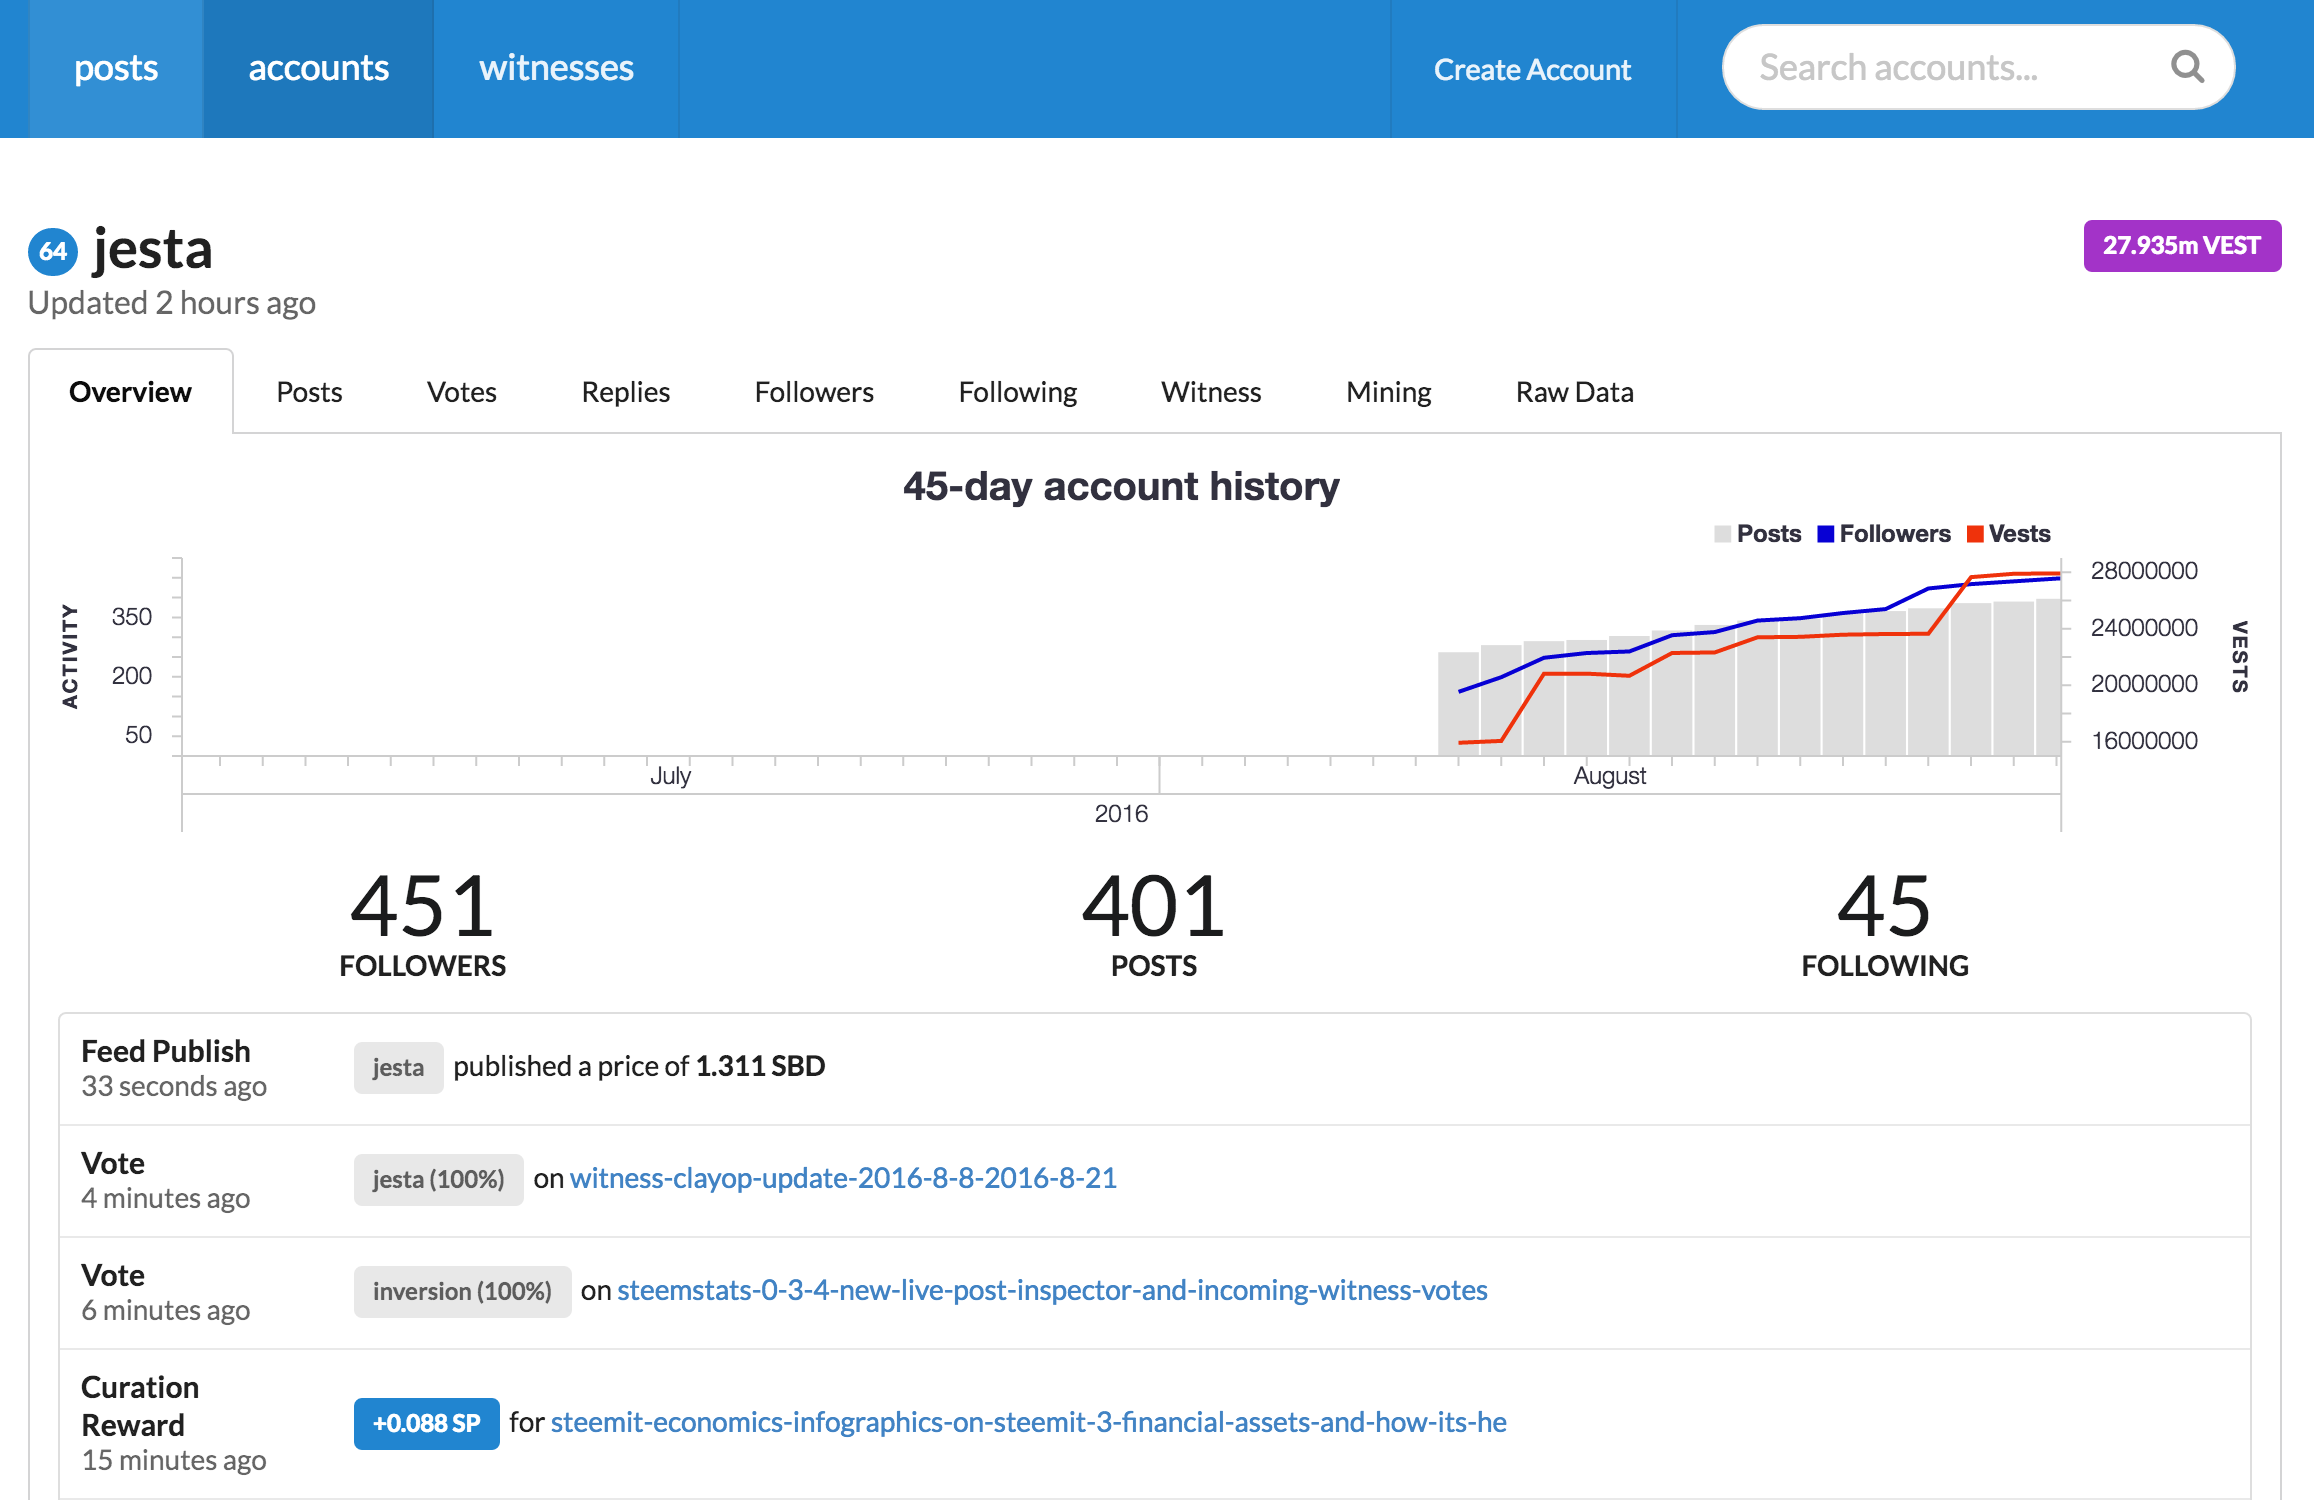 posts accounts witnesses Create Account Search accounts...
64 jesta 27.935m VEST
Updated 2 hours ago
Overview Posts Votes Replies Followers Following Witness Mining Raw Data
45-day account history
Posts Followers Vests
ACTIVITY
350
200
50
28000000
24000000
20000000
16000000
VESTS
July August
2016
451 401 45
FOLLOWERS POSTS FOLLOWING
Feed Publish
33 seconds ago
jesta published a price of 1.311 SBD
Vote
4 minutes ago
jesta (100%) on witness-clayop-update-2016-8-8-2016-8-21
Vote
6 minutes ago
inversion (100%) on steemstats-0-3-4-new-live-post-inspector-and-incoming-witness-votes
Curation
Reward
15 minutes ago
+0.088 SP for steemit-economics-infographics-on-steemit-3-financial-assets-and-how-its-he